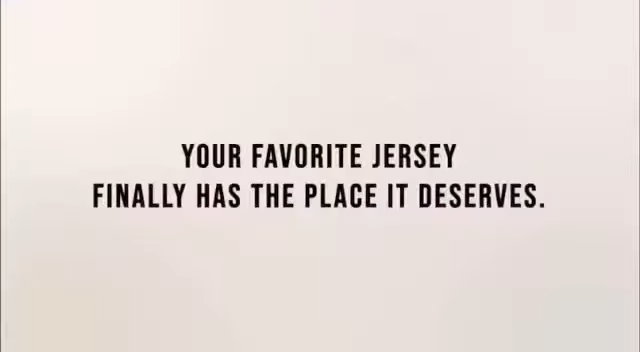 YOUR FAVORITE JERSEY
FINALLY HAS THE PLACE IT DESERVES.